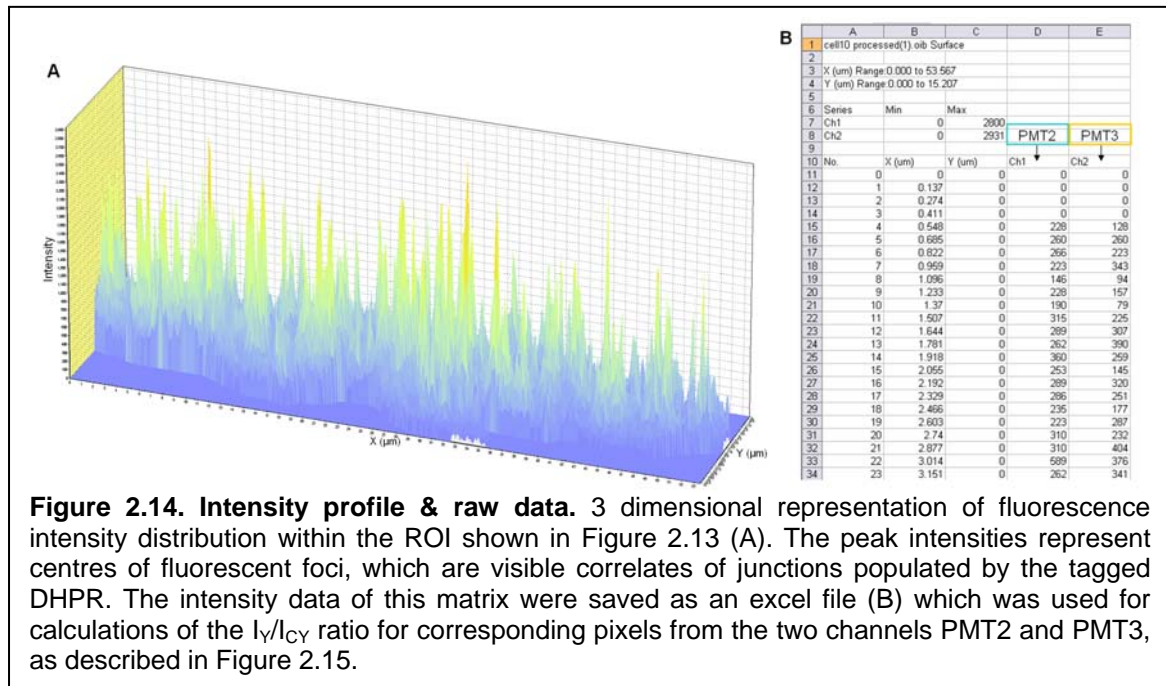 A
Intensity
X (µm)
Y (µm)
B
A B C D E
1 cell10 processed(1).oib Surface
2
3 X (um) Range:0.000 to 53.567
4 Y (um) Range:0.000 to 15.207
5
6 Series Min Max
7 Ch1 0 2800
8 Ch2 0 2931 PMT2 PMT3
9
10 No. X (um) Y (um) Ch1 Ch2
11 0 0 0 0 0
12 1 0.137 0 0 0
13 2 0.274 0 0 0
14 3 0.411 0 0 0
15 4 0.548 0 228 128
16 5 0.685 0 260 260
17 6 0.822 0 266 223
18 7 0.959 0 223 343
19 8 1.096 0 146 94
20 9 1.233 0 228 157
21 10 1.37 0 190 79
22 11 1.507 0 315 225
23 12 1.644 0 289 307
24 13 1.781 0 262 390
25 14 1.918 0 360 259
26 15 2.055 0 253 145
27 16 2.192 0 289 320
28 17 2.329 0 286 251
29 18 2.466 0 235 177
30 19 2.603 0 223 287
31 20 2.74 0 310 232
32 21 2.877 0 310 404
33 22 3.014 0 589 376
34 23 3.151 0 262 341
Figure 2.14. Intensity profile & raw data. 3 dimensional representation of fluorescence
intensity distribution within the ROI shown in Figure 2.13 (A). The peak intensities represent
centres of fluorescent foci, which are visible correlates of junctions populated by the tagged
DHPR. The intensity data of this matrix were saved as an excel file (B) which was used for
calculations of the I_Y/I_CY ratio for corresponding pixels from the two channels PMT2 and PMT3,
as described in Figure 2.15.